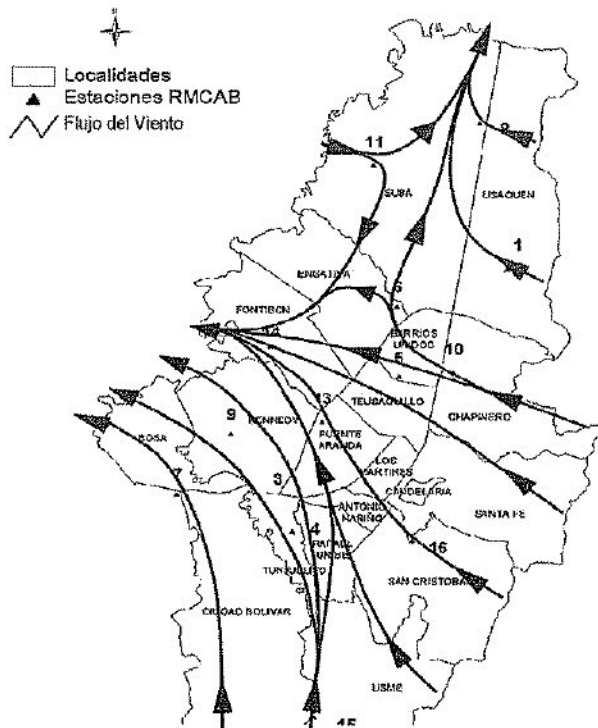 Localidades
Estaciones RMCAB
Flujo del Viento
11
SUBA
USAQUEN
1
ENGATIVA
6
FONTIBON
BARRIOS
UNIDOS
5
10
TEUSAQUILLO
CHAPINERO
13
9
KENNEDY
PUENTE
ARANDA
BOSA
LOS
MARTIRES
CANDELARIA
SANTA FE
3
ANTONIO
NARIÑO
4
RAFAEL
URIBE
16
TUNJUELITO
SAN CRISTOBAL
CIUDAD BOLIVAR
USME
15